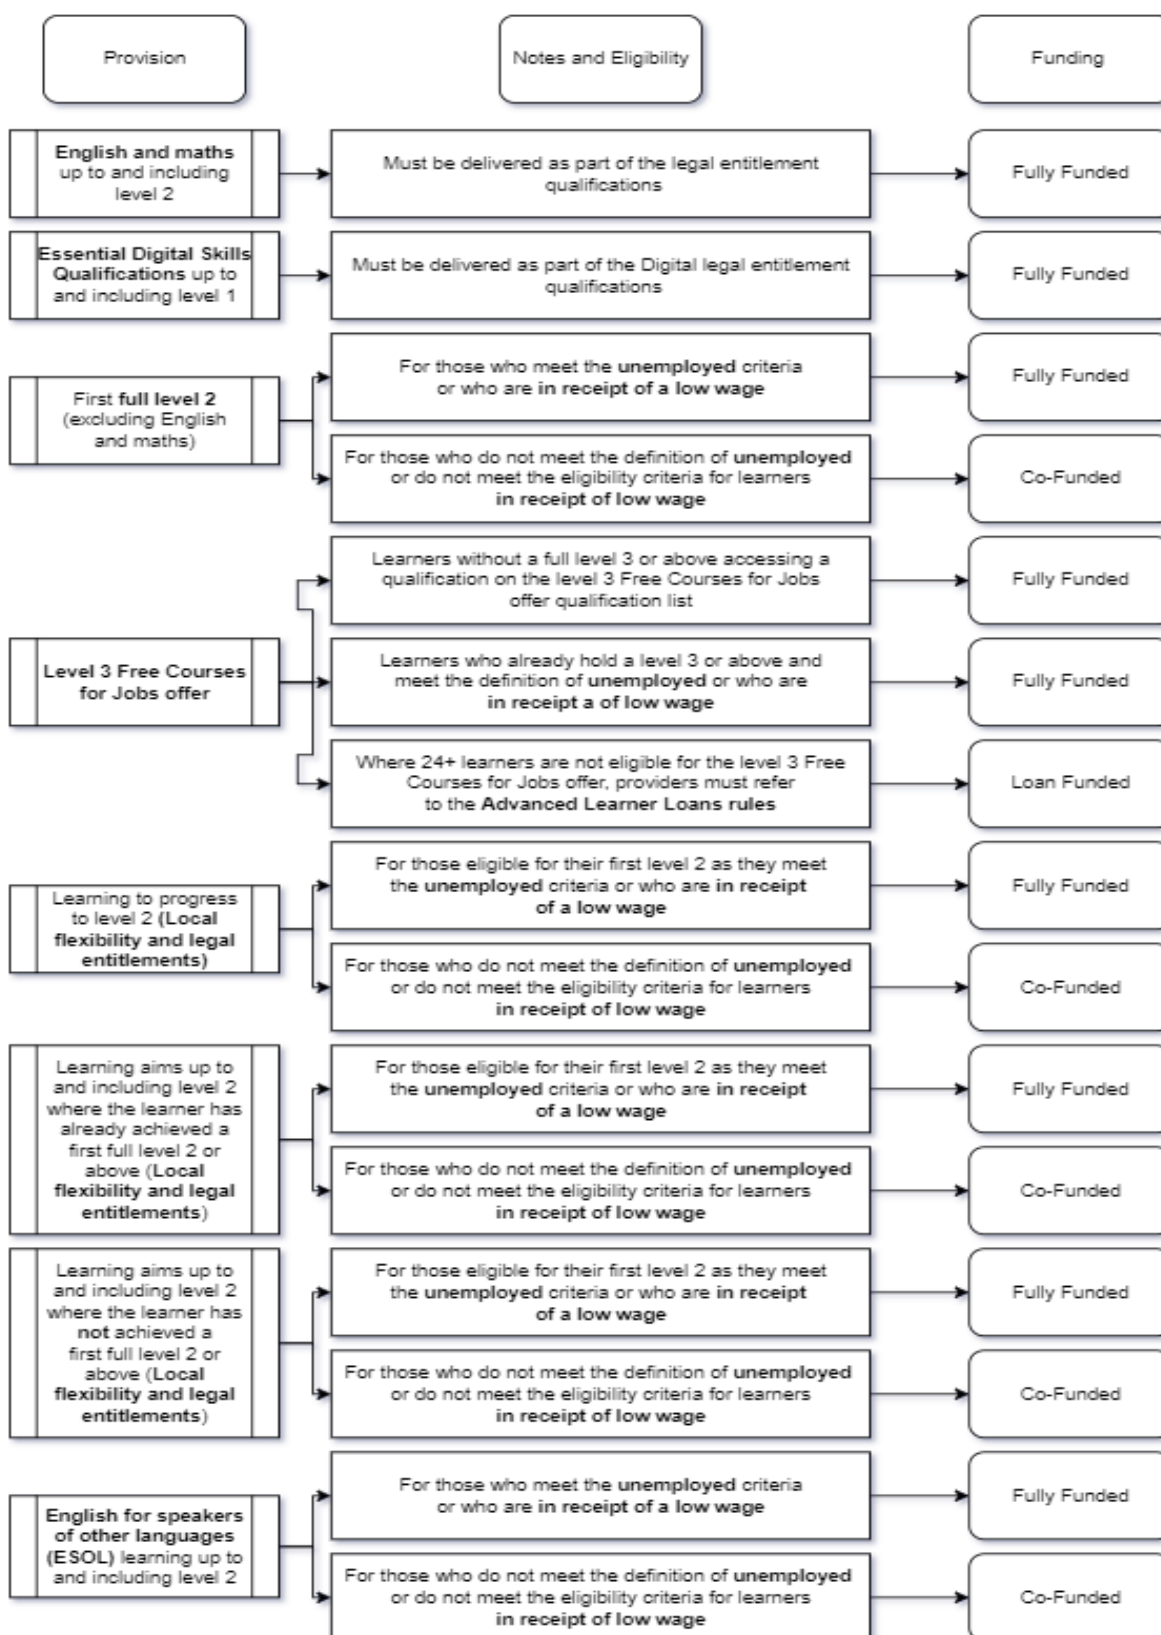 Provision
Notes and Eligibility
Funding
English and maths
up to and including
level 2
Must be delivered as part of the legal entitlement
qualifications
Fully Funded
Essential Digital Skills
Qualifications up to
and including level 1
Must be delivered as part of the Digital legal entitlement
qualifications
Fully Funded
First full level 2
(excluding English
and maths)
For those who meet the unemployed criteria
or who are in receipt of a low wage
Fully Funded
For those who do not meet the definition of unemployed
or do not meet the eligibility criteria for learners
in receipt of low wage
Co-Funded
Level 3 Free Courses
for Jobs offer
Learners without a full level 3 or above accessing a
qualification on the level 3 Free Courses for Jobs
offer qualification list
Fully Funded
Learners who already hold a level 3 or above and
meet the definition of unemployed or who are
in receipt a of low wage
Fully Funded
Where 24+ learners are not eligible for the level 3 Free
Courses for Jobs offer, providers must refer
to the Advanced Learner Loans rules
Loan Funded
Learning to progress
to level 2 (Local
flexibility and legal
entitlements)
For those eligible for their first level 2 as they meet
the unemployed criteria or who are in receipt
of a low wage
Fully Funded
For those who do not meet the definition of unemployed
or do not meet the eligibility criteria for learners
in receipt of low wage
Co-Funded
Learning aims up to
and including level 2
where the learner has
already achieved a
first full level 2 or
above (Local
flexibility and legal
entitlements)
For those eligible for their first level 2 as they meet
the unemployed criteria or who are in receipt
of a low wage
Fully Funded
For those who do not meet the definition of unemployed
or do not meet the eligibility criteria for learners
in receipt of low wage
Co-Funded
Learning aims up to
and including level 2
where the learner has
not achieved a
first full level 2 or
above (Local
flexibility and legal
entitlements)
For those eligible for their first level 2 as they meet
the unemployed criteria or who are in receipt
of a low wage
Fully Funded
For those who do not meet the definition of unemployed
or do not meet the eligibility criteria for learners
in receipt of low wage
Co-Funded
English for speakers
of other languages
(ESOL) learning up to
and including level 2
For those who meet the unemployed criteria
or who are in receipt of a low wage
Fully Funded
For those who do not meet the definition of unemployed
or do not meet the eligibility criteria for learners
in receipt of low wage
Co-Funded